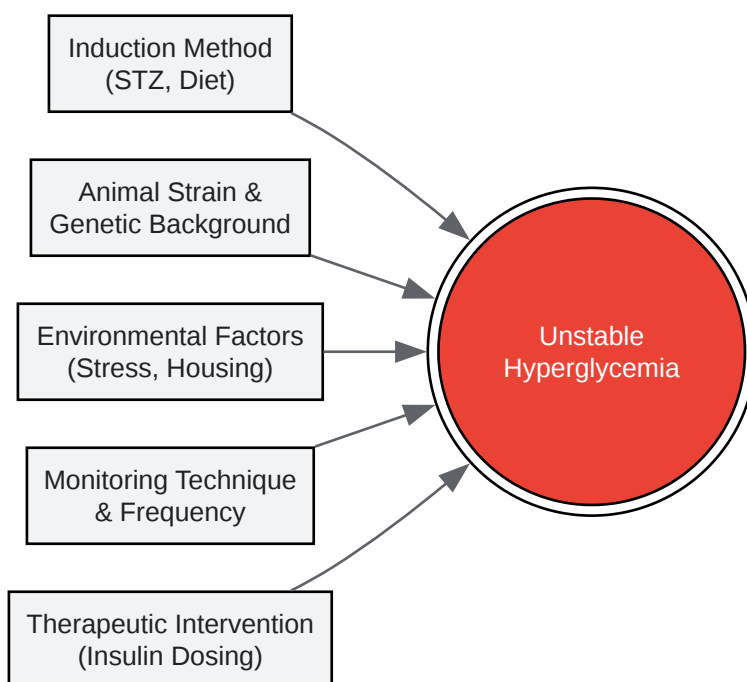 Induction Method
(STZ, Diet)
Animal Strain &
Genetic Background
Environmental Factors
(Stress, Housing)
Monitoring Technique
& Frequency
Therapeutic Intervention
(Insulin Dosing)
Unstable
Hyperglycemia